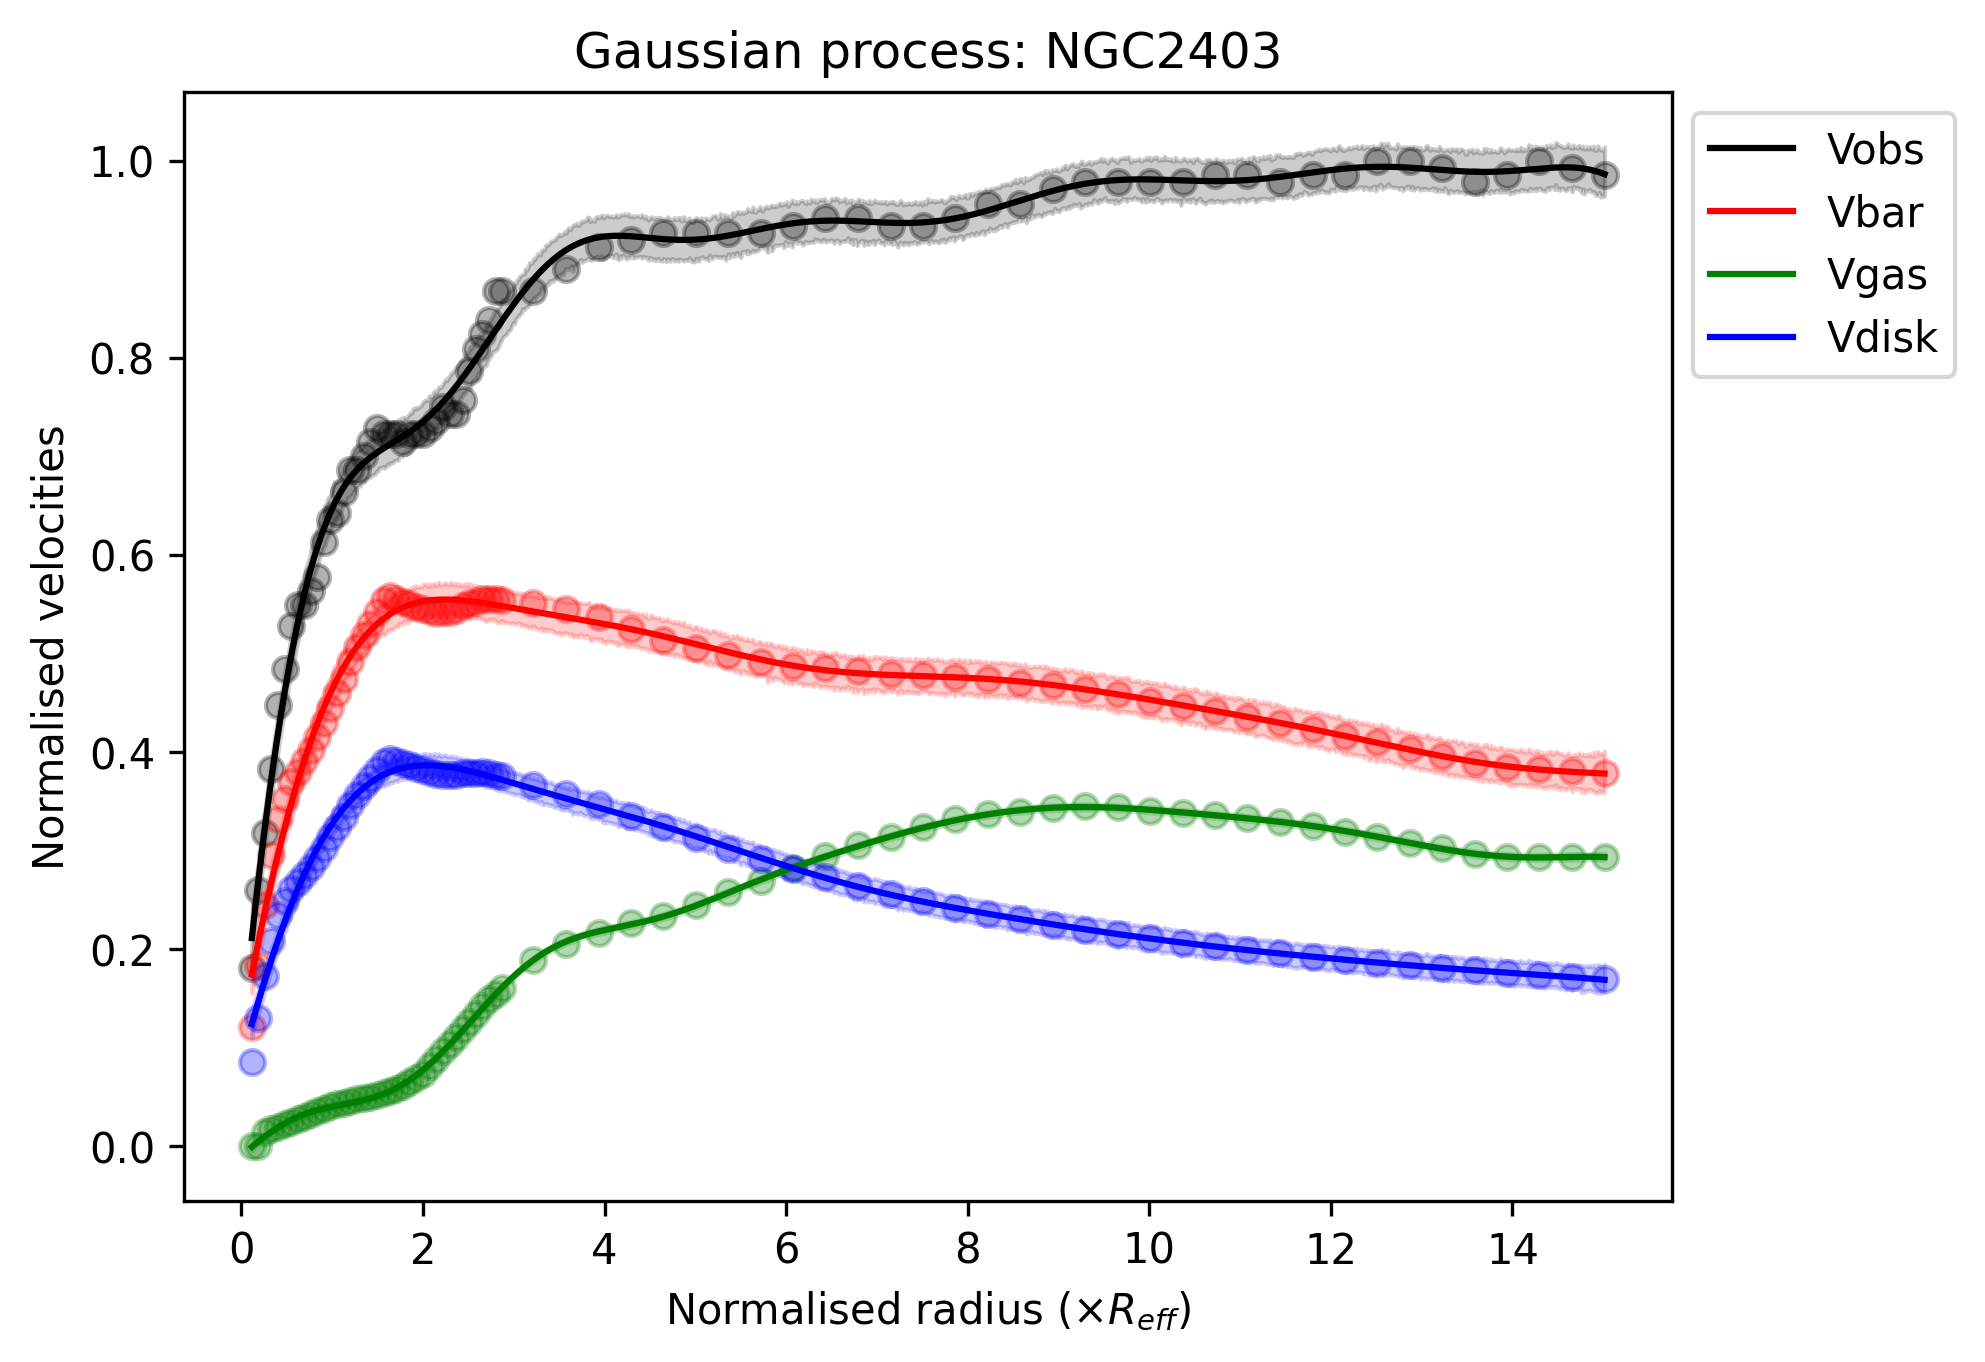 Gaussian process: NGC2403
Normalised velocities
1.0
0.8
0.6
0.4
0.2
0.0
0 2 4 6 8 10 12 14
Normalised radius (×R_eff)
Vobs
Vbar
Vgas
Vdisk